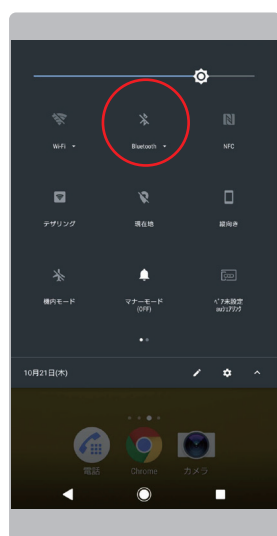 Wi-Fi
Bluetooth
NFC
テザリング
現在地
縦向き
機内モード
マナーモード
(OFF)
ペア未設定
10月21日(木)
電話
Chrome
カメラ